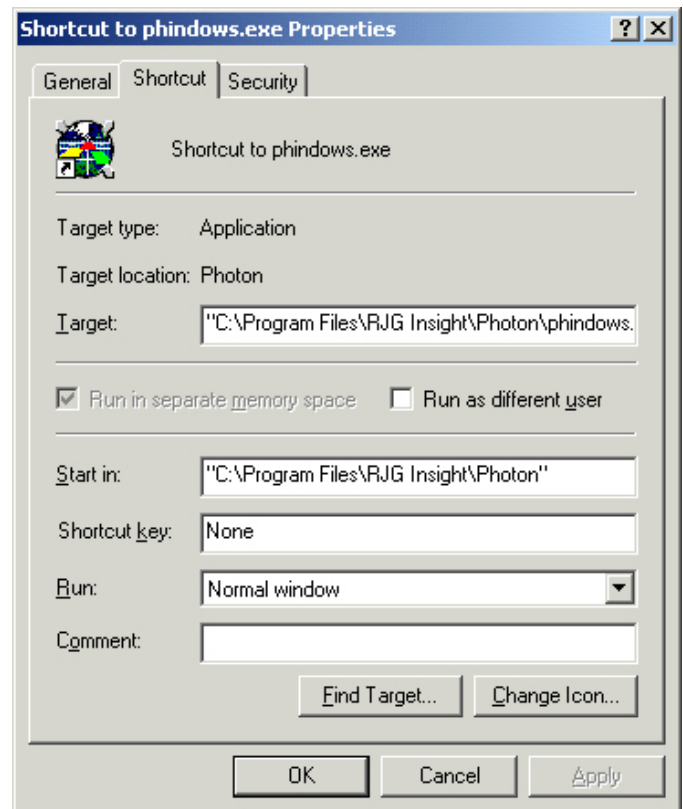 Shortcut to phindows.exe Properties
General Shortcut Security
Shortcut to phindows.exe
Target type: Application
Target location: Photon
Target: "C:\Program Files\RJG Insight\Photon\phindows.
Run in separate memory space Run as different user
Start in: "C:\Program Files\RJG Insight\Photon"
Shortcut key: None
Run: Normal window
Comment:
Find Target... Change Icon...
OK Cancel Apply